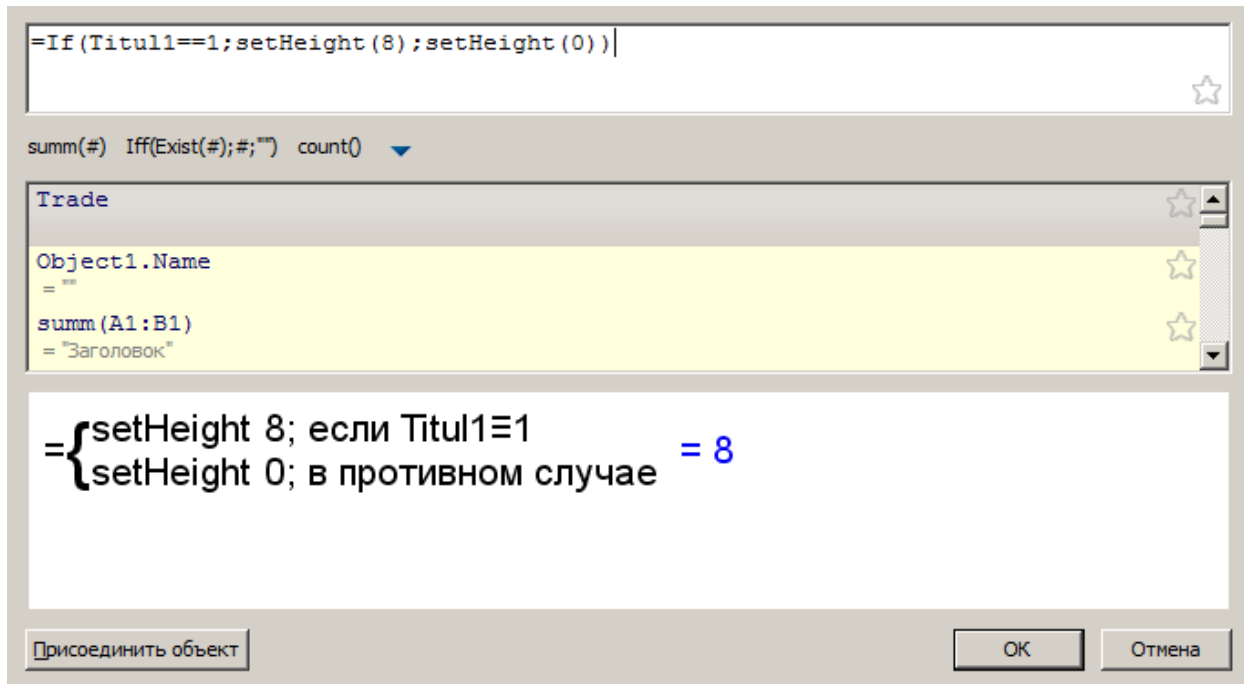 =If(Titul1==1;setHeight(8);setHeight(0))
summ(#) Iff(Exist(#);#;"") count()
Trade
Object1.Name
= ""
summ(A1:B1)
= "Заголовок"
={setHeight 8; если Titul1≡1
setHeight 0; в противном случае = 8
Присоединить объект OK Отмена